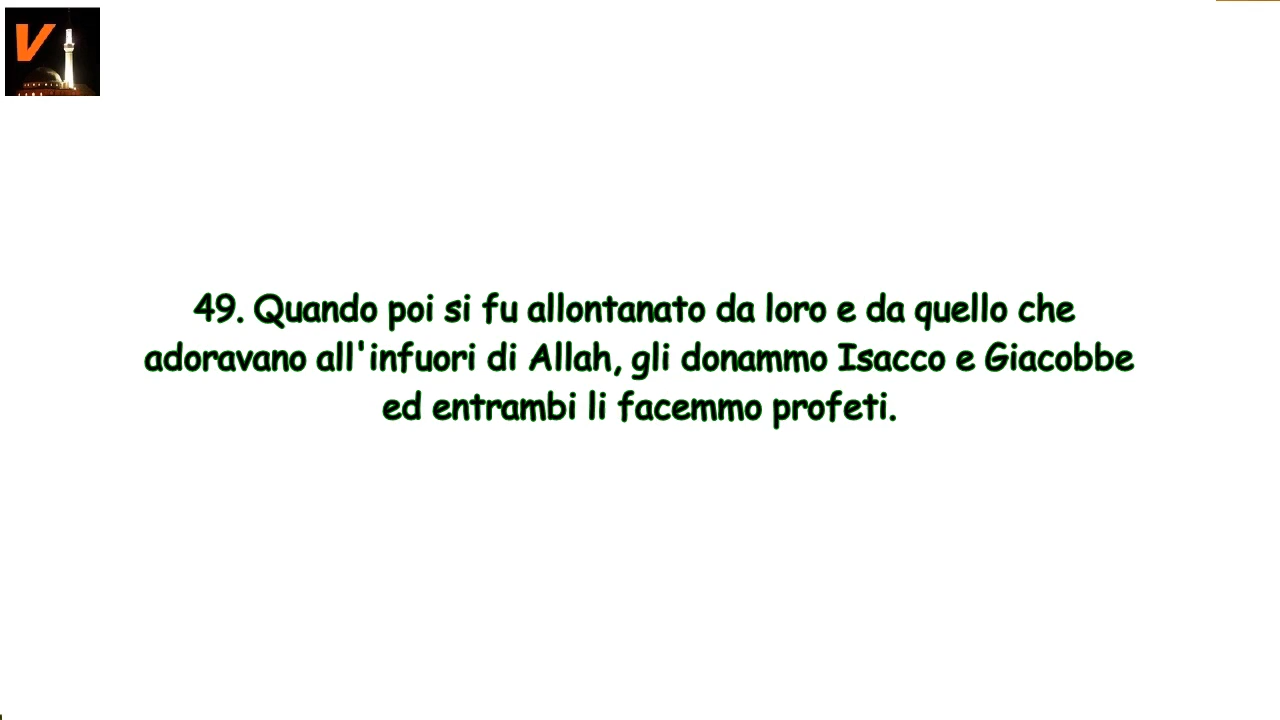 V
49. Quando poi si fu allontanato da loro e da quello che
adoravano all'infuori di Allah, gli donammo Isacco e Giacobbe
ed entrambi li facemmo profeti.